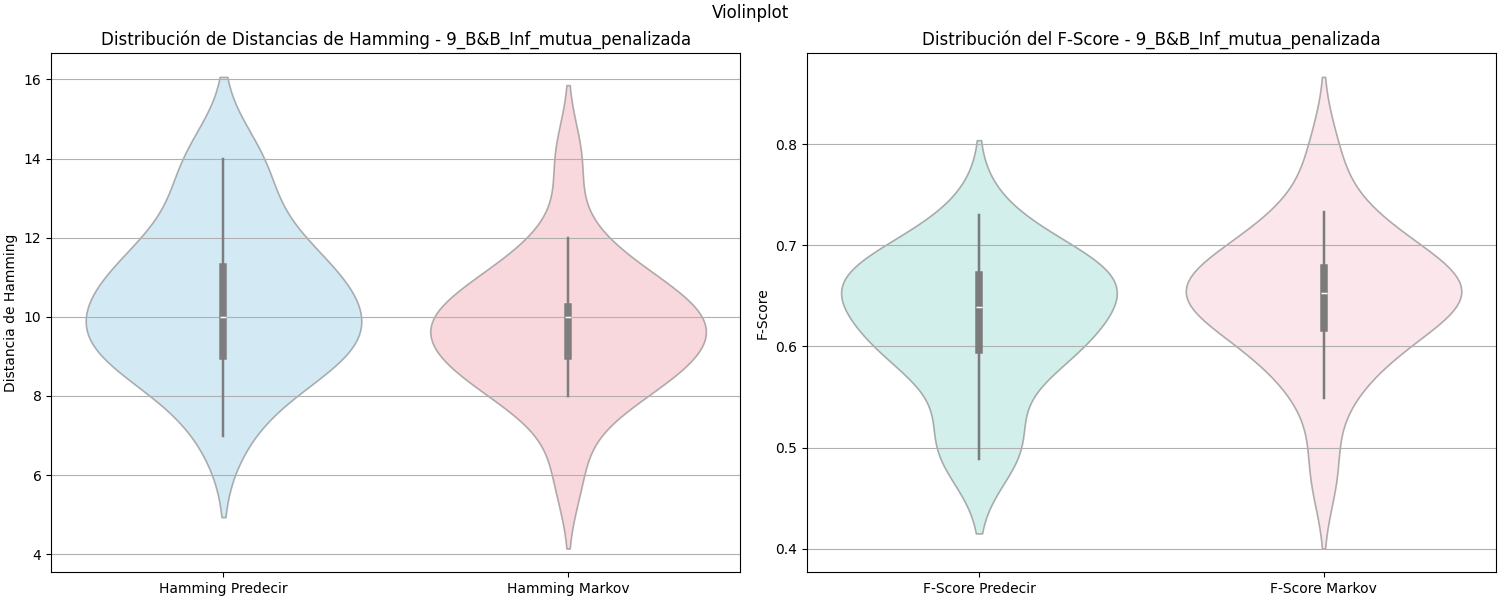 Violinplot
Distribución de Distancias de Hamming - 9_B&B_Inf_mutua_penalizada
Distancia de Hamming
16
14
12
10
8
6
4
Hamming Predecir
Hamming Markov
Distribución del F-Score - 9_B&B_Inf_mutua_penalizada
F-Score
0.8
0.7
0.6
0.5
0.4
F-Score Predecir
F-Score Markov